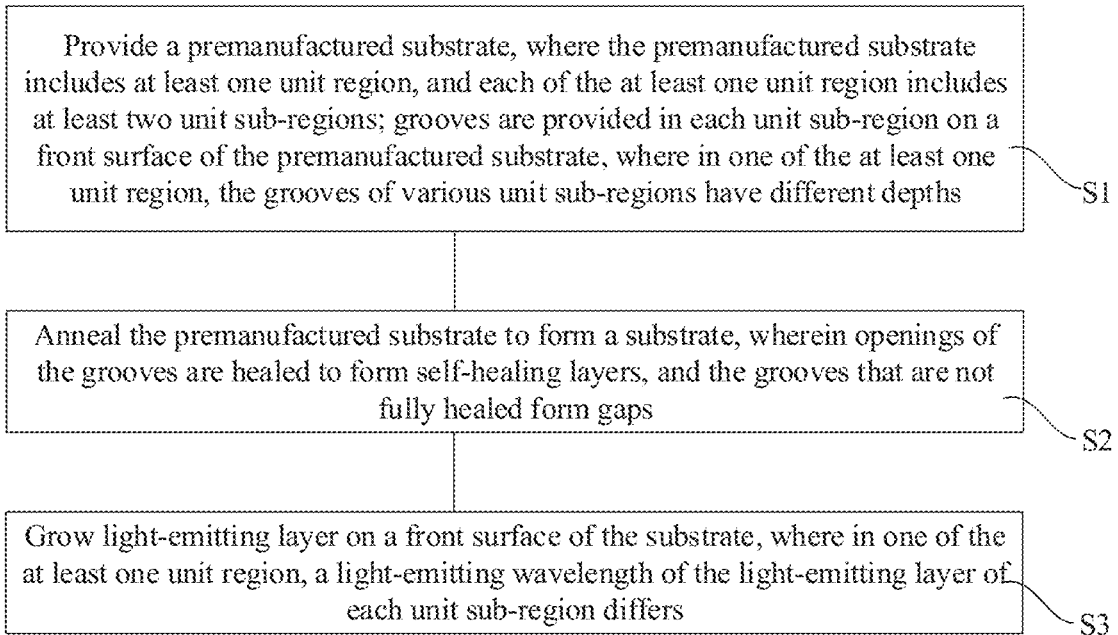 Provide a premanufactured substrate, where the premanufactured substrate
includes at least one unit region, and each of the at least one unit region includes
at least two unit sub-regions; grooves are provided in each unit sub-region on a
front surface of the premanufactured substrate, where in one of the at least one
unit region, the grooves of various unit sub-regions have different depths
S1
Anneal the premanufactured substrate to form a substrate, wherein openings of
the grooves are healed to form self-healing layers, and the grooves that are not
fully healed form gaps
S2
Grow light-emitting layer on a front surface of the substrate, where in one of the
at least one unit region, a light-emitting wavelength of the light-emitting layer of
each unit sub-region differs
S3